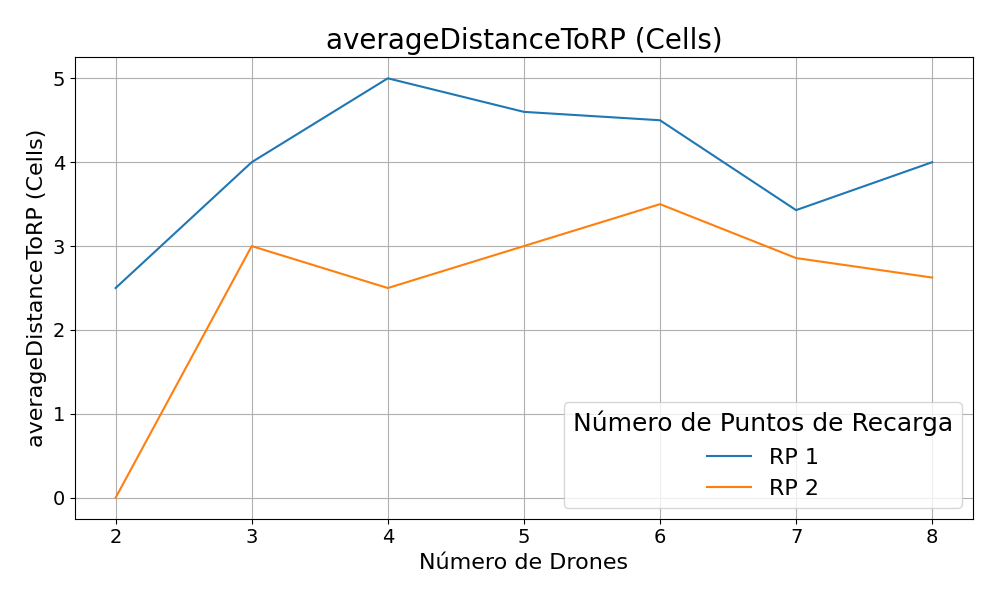 averageDistanceToRP (Cells)
averageDistanceToRP (Cells)
5
4
3
2
1
0
Número de Puntos de Recarga
RP 1
RP 2
2 3 4 5 6 7 8
Número de Drones